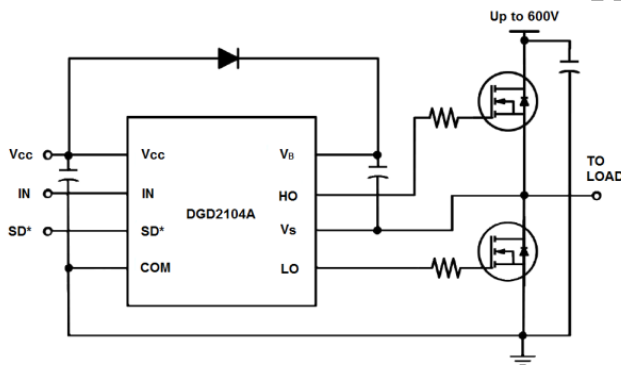 Up to 600V
Vcc
IN
SD*
Vcc
IN
SD*
COM
DGD2104A
VB
HO
Vs
LO
TO
LOAD